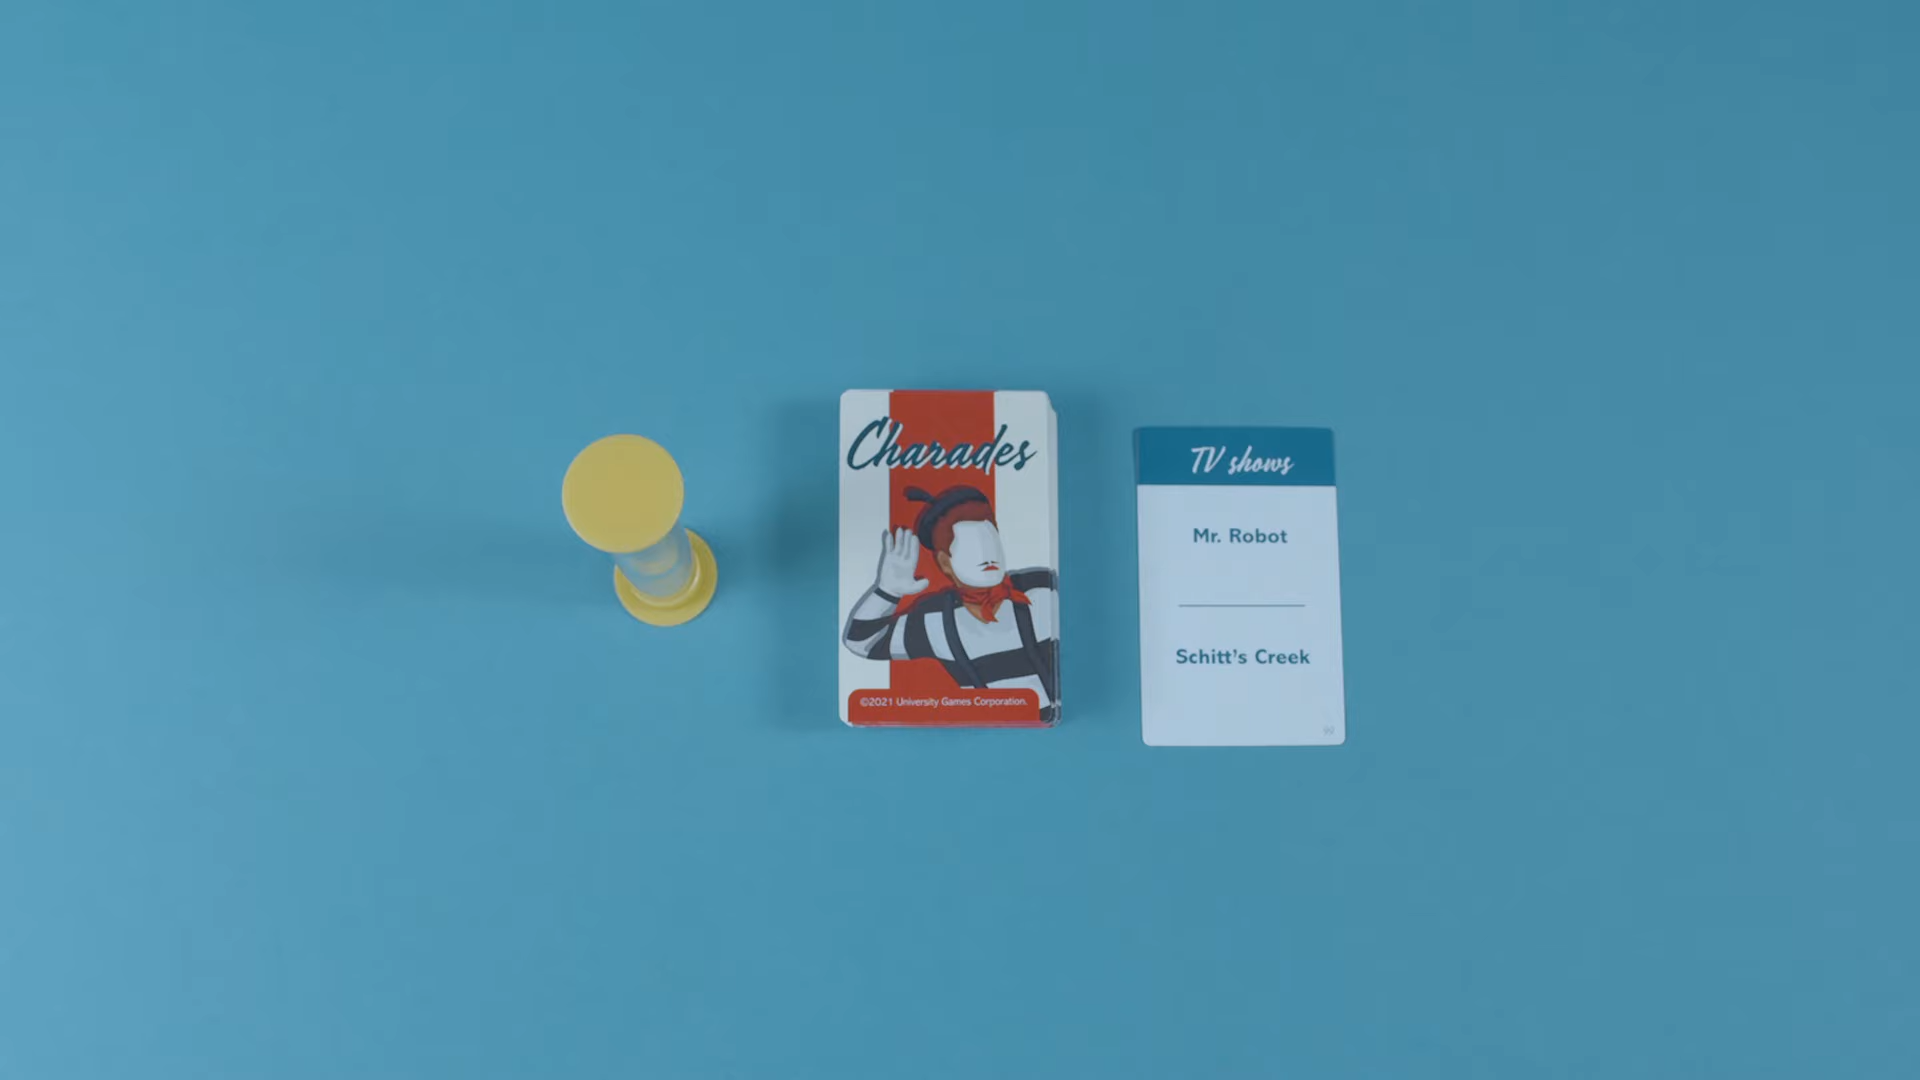 Charades
©2021 University Games Corporation.
TV shows
Mr. Robot
Schitt's Creek